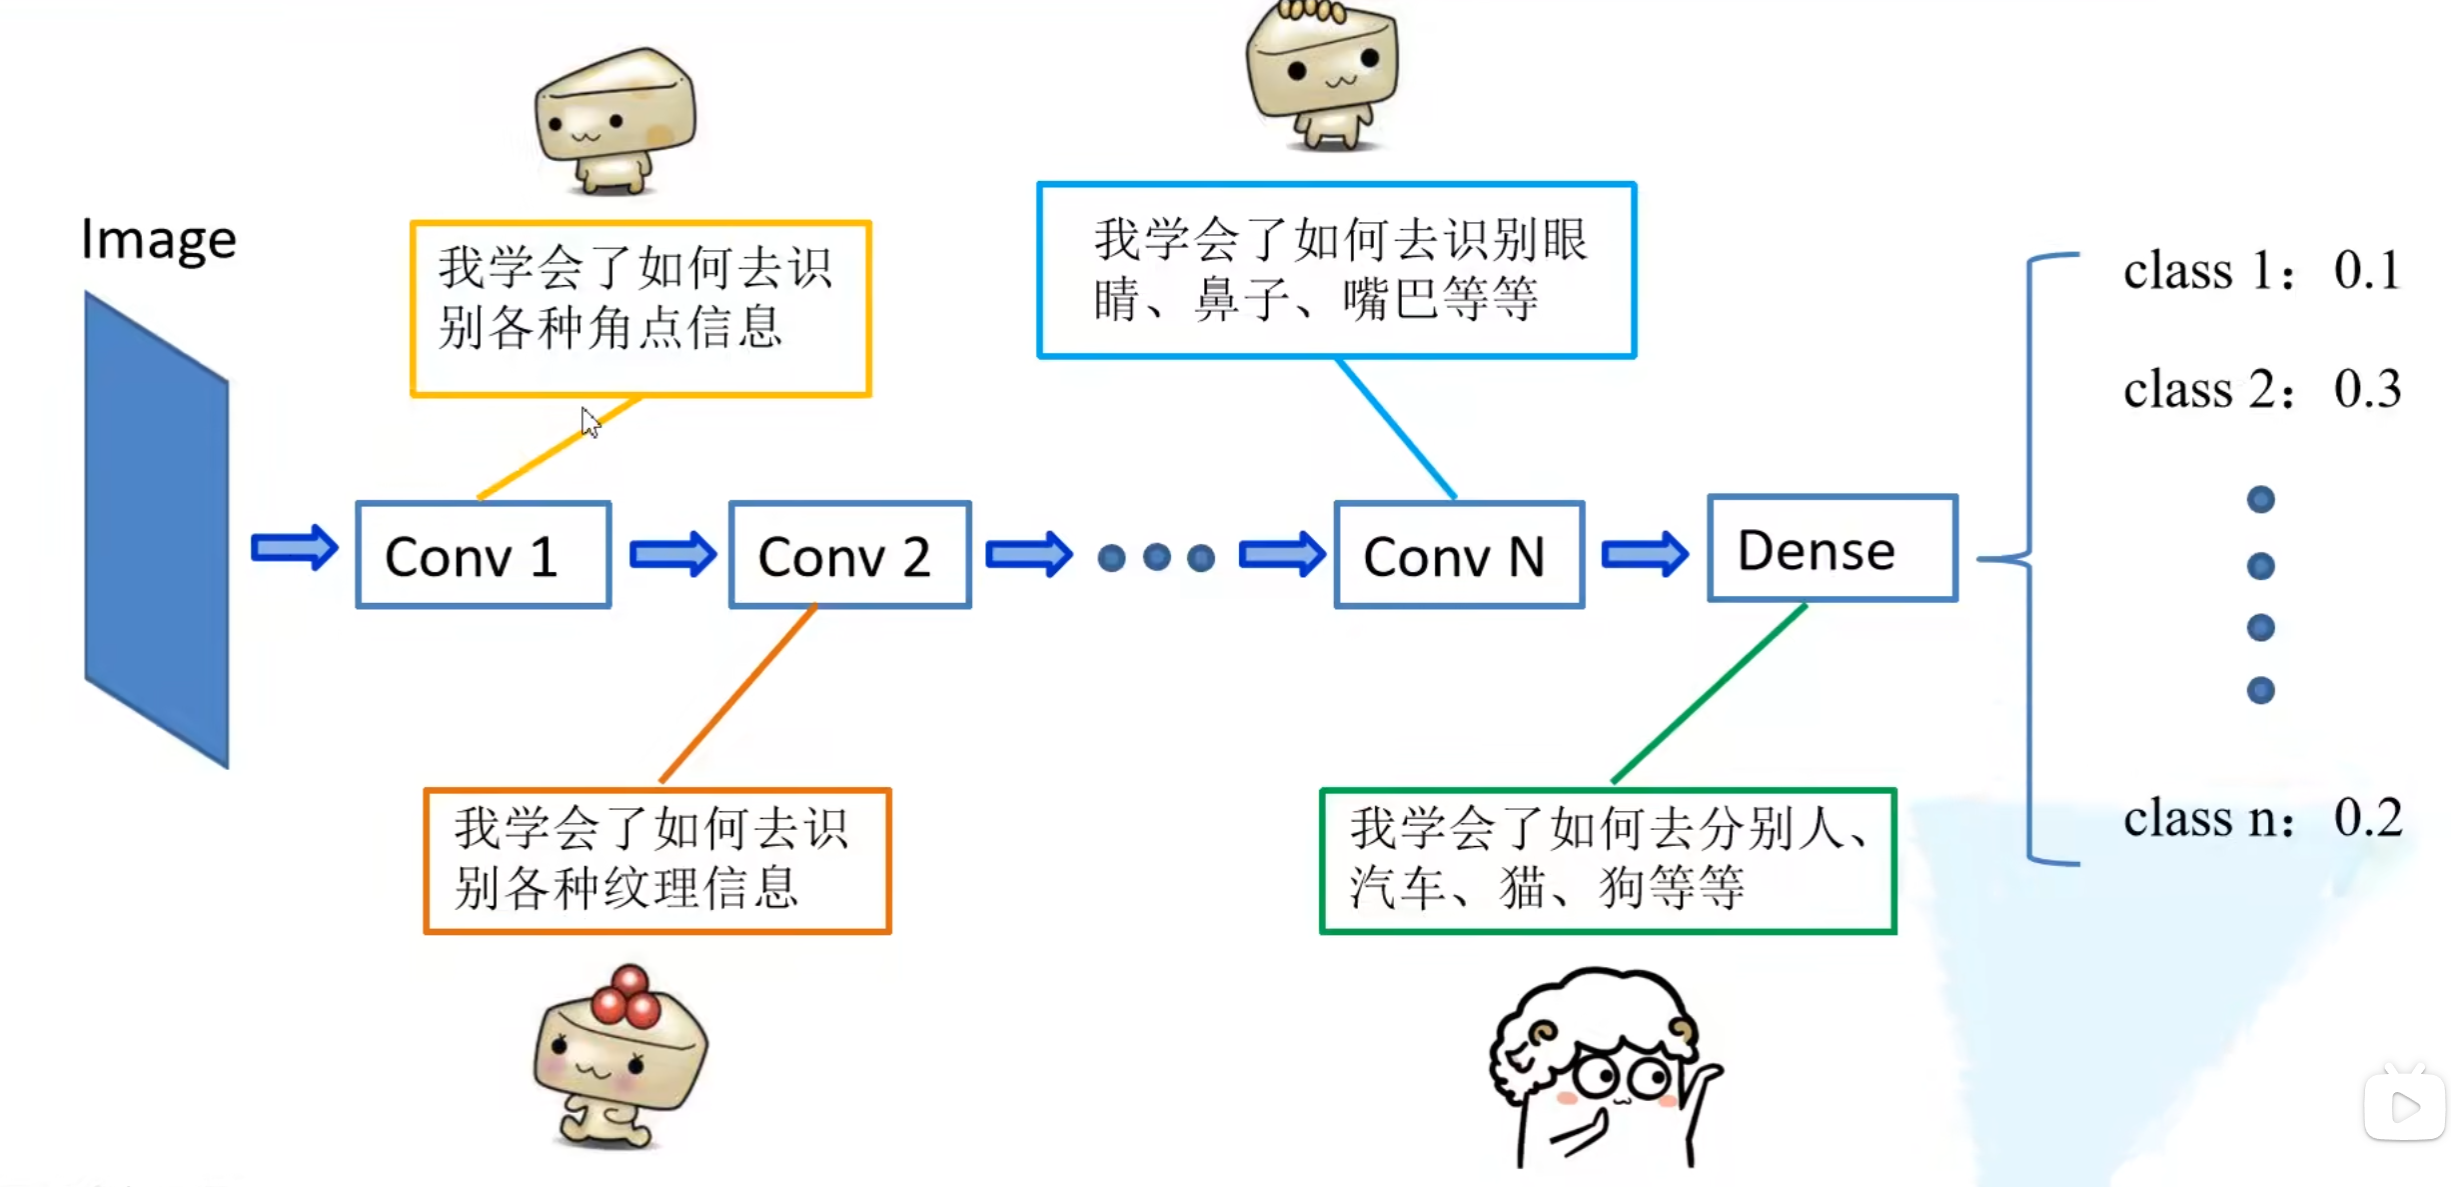 Image
我学会了如何去识
别各种角点信息
我学会了如何去识别眼
睛、鼻子、嘴巴等等
class 1：0.1
class 2：0.3
Conv 1
Conv 2
Conv N
Dense
我学会了如何去识
别各种纹理信息
我学会了如何去分别人、
汽车、猫、狗等等
class n：0.2